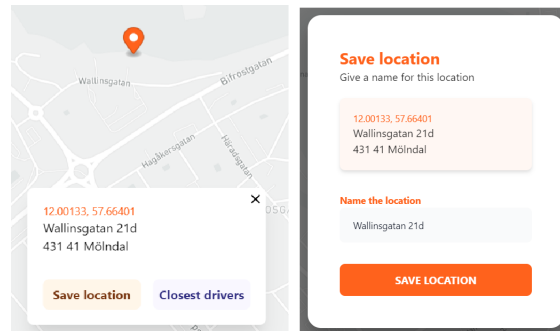 Wallinsgatan
Bifrostgatan
Häradsgatan
Hagåkersgatan
12.00133, 57.66401
Wallinsgatan 21d
431 41 Mölndal
Save location
Closest drivers
Save location
Give a name for this location
12.00133, 57.66401
Wallinsgatan 21d
431 41 Mölndal
Name the location
Wallinsgatan 21d
SAVE LOCATION